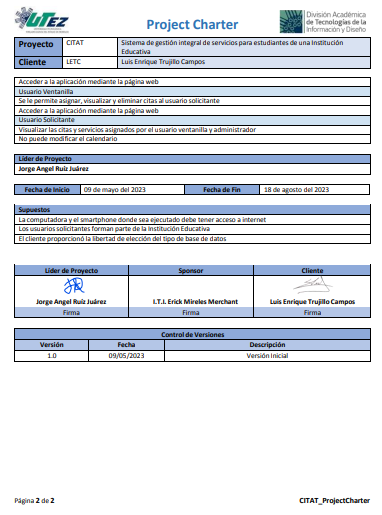 UTEZ
Project Charter
División Académica
de Tecnologías de la
Información y Diseño
Proyecto CITAT Sistema de gestión integral de servicios para estudiantes de una Institución
Educativa
Cliente LETC Luis Enrique Trujillo Campos
Acceder a la aplicación mediante la página web
Usuario Ventanilla
Se le permite asignar, visualizar y eliminar citas al usuario solicitante
Acceder a la aplicación mediante la página web
Usuario Solicitante
Visualizar las citas y servicios asignados por el usuario ventanilla y administrador
No puede modificar el calendario
Líder de Proyecto
Jorge Angel Ruíz Juárez
Fecha de Inicio 09 de mayo del 2023 Fecha de Fin 18 de agosto del 2023
Supuestos
La computadora y el smartphone donde sea ejecutado debe tener acceso a internet
Los usuarios solicitantes forman parte de la Institución Educativa
El cliente proporcionó la libertad de elección del tipo de base de datos
Líder de Proyecto Sponsor Cliente
Jorge Angel Ruiz Juárez I.T.I. Erick Mireles Merchant Luis Enrique Trujillo Campos
Firma Firma Firma
Control de Versiones
Versión Fecha Descripción
1.0 09/05/2023 Versión Inicial
Página 2 de 2 CITAT_ProjectCharter